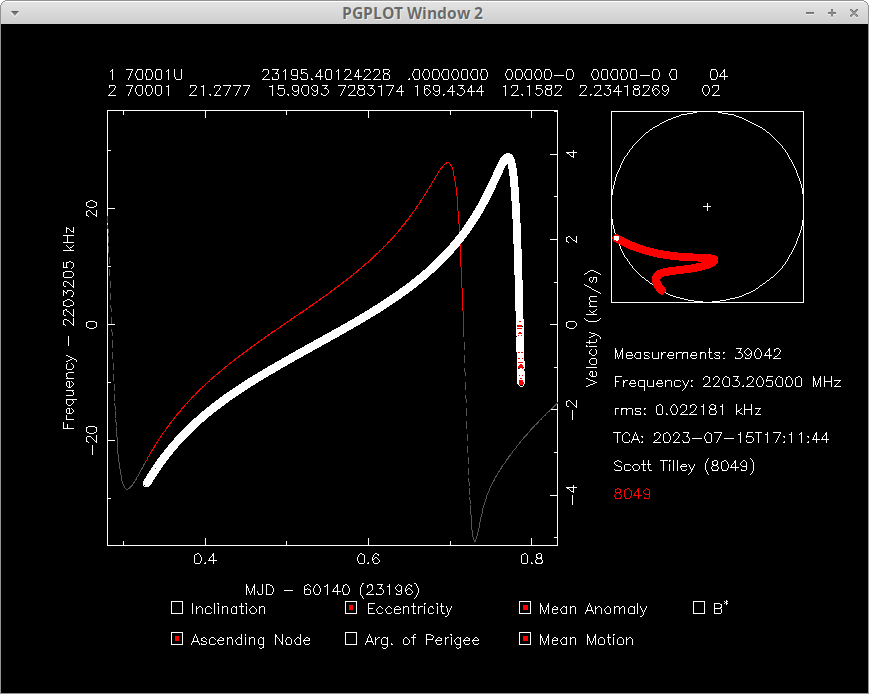 PGPLOT Window 2
1 70001U 23195.40124228 .00000000 00000-0 00000-0 0 04
2 70001 21.2777 15.9093 7283174 169.4344 12.1582 2.23418269 02
Frequency - 2203205 kHz
20
0
-20
4
2
0
-2
-4
Velocity (km/s)
0.4 0.6 0.8
MJD - 60140 (23196)
Measurements: 39042
Frequency: 2203.205000 MHz
rms: 0.022181 kHz
TCA: 2023-07-15T17:11:44
Scott Tilley (8049)
8049
Inclination Eccentricity Mean Anomaly B*
Ascending Node Arg. of Perigee Mean Motion